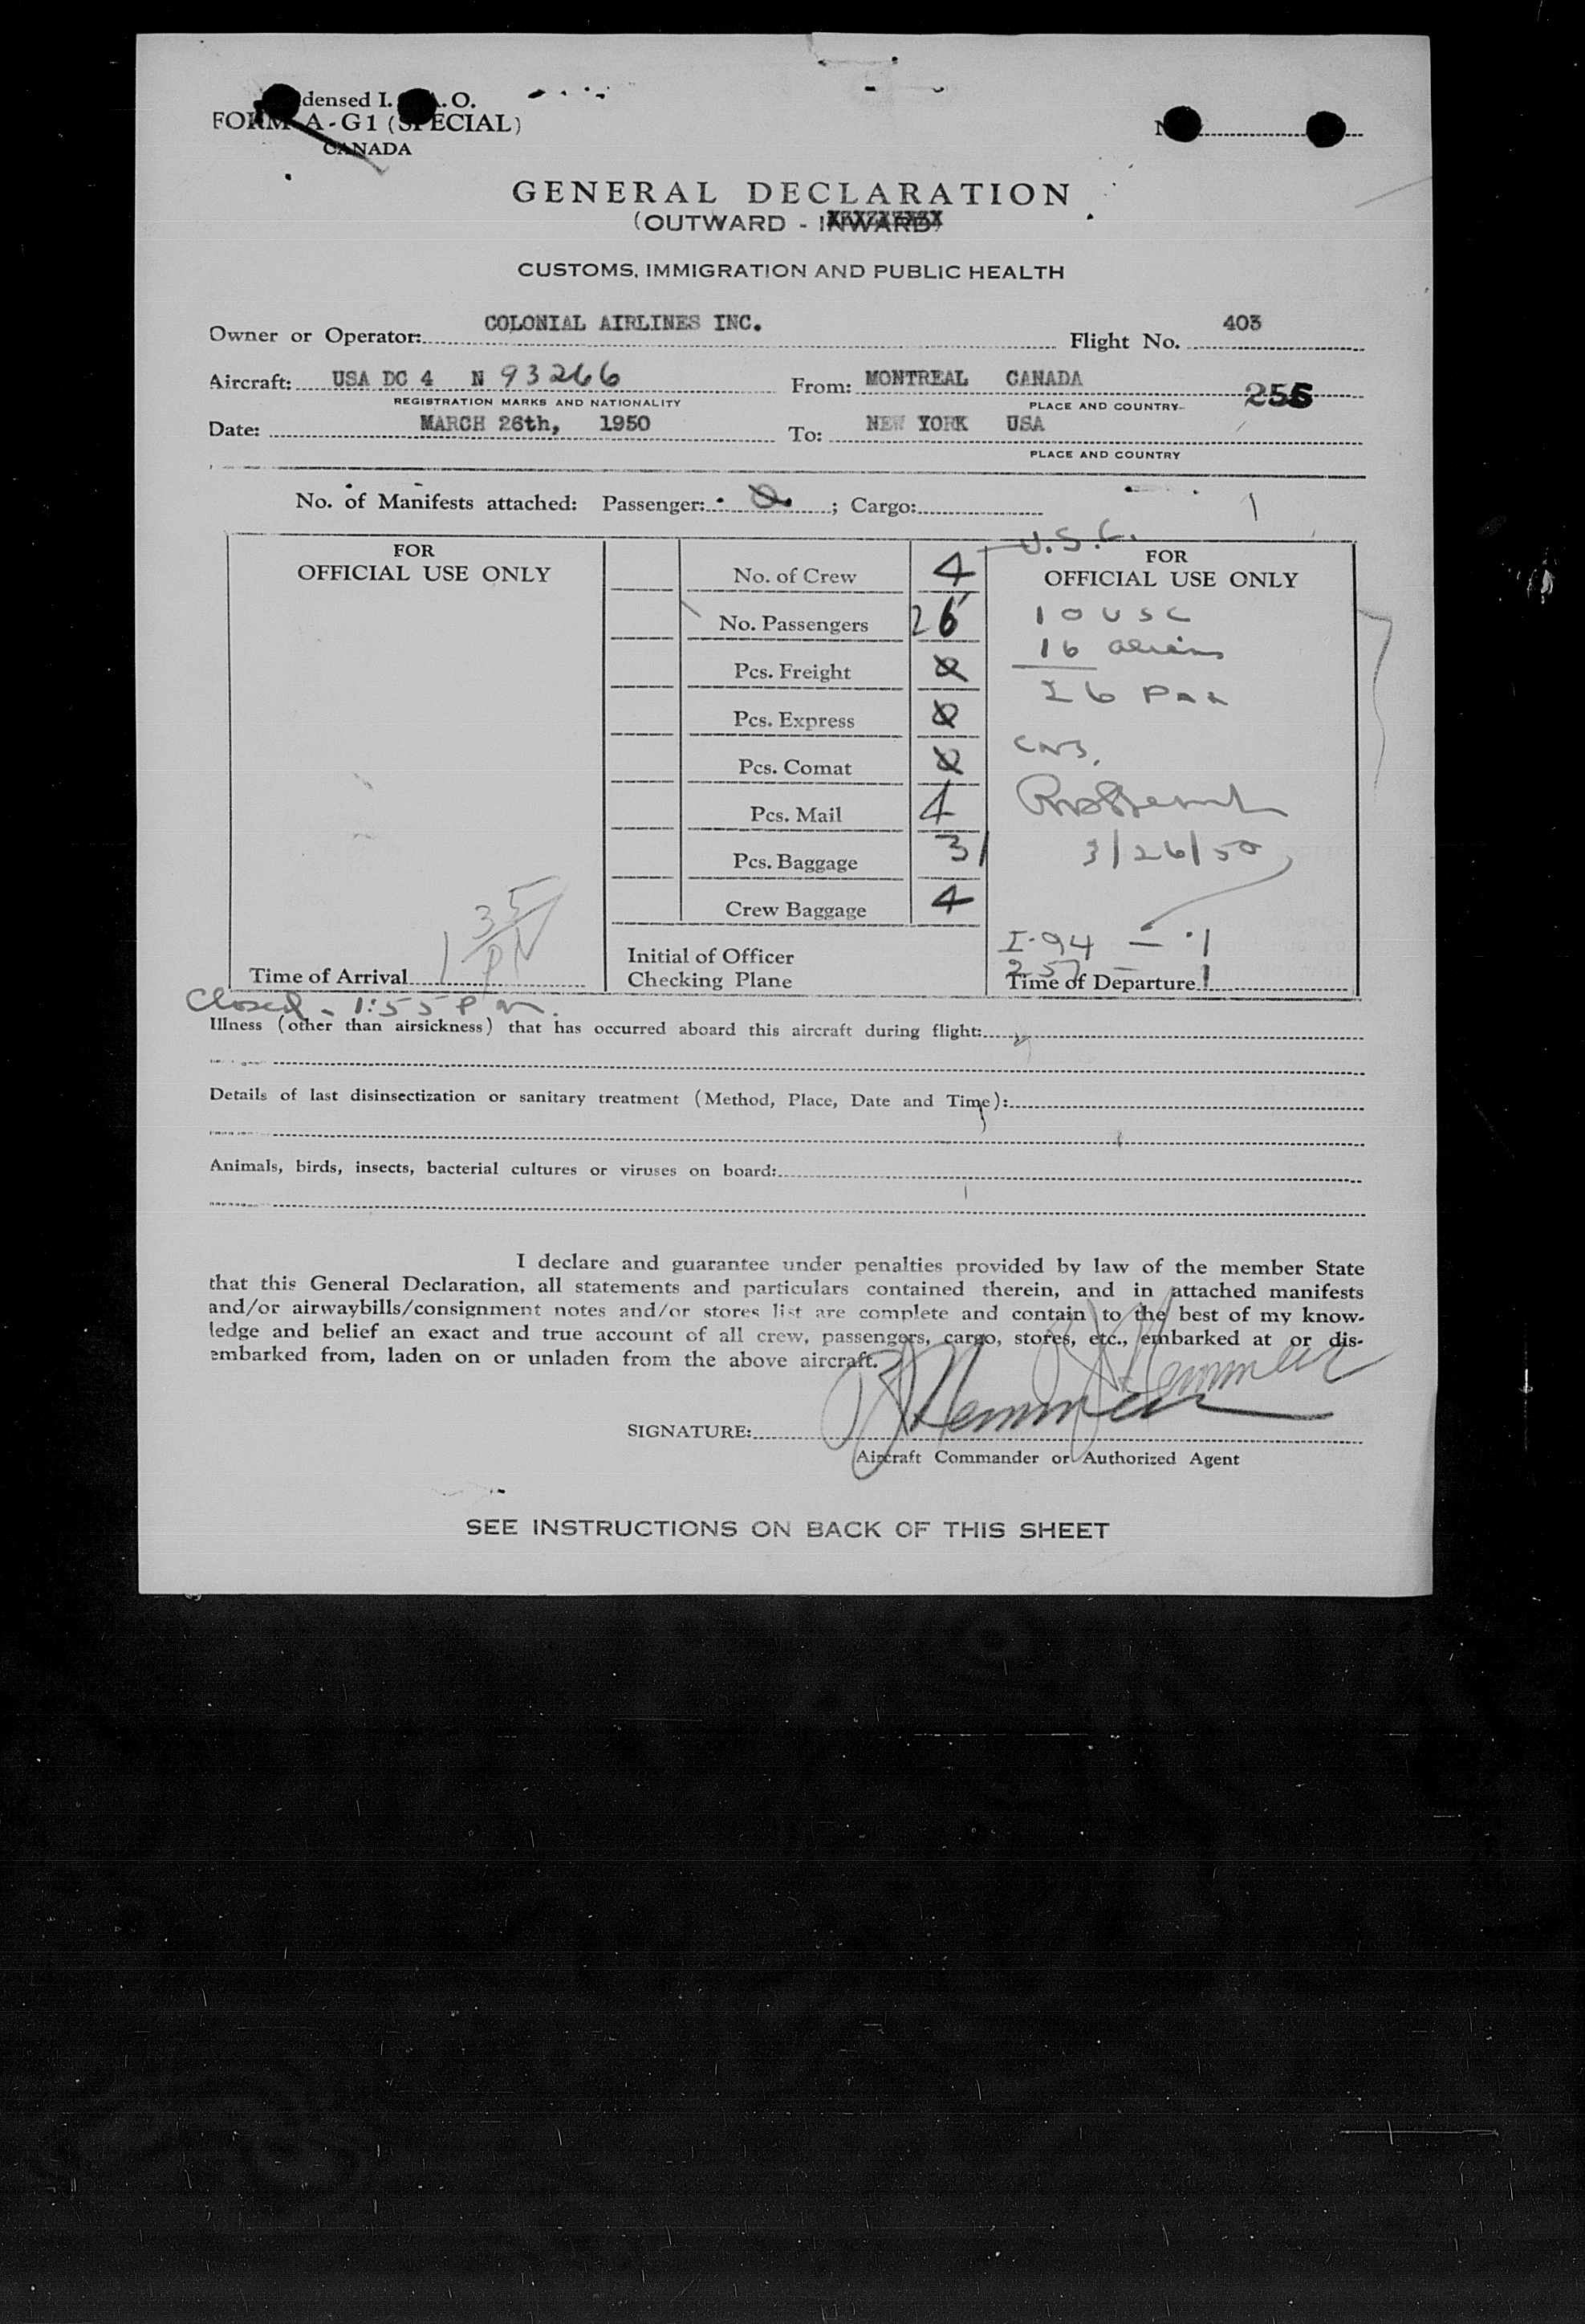 densed I. A. O.
FORM A-G1 (SPECIAL)
CANADA
GENERAL DECLARATION
(OUTWARD - INWARD)
CUSTOMS, IMMIGRATION AND PUBLIC HEALTH
Owner or Operator: COLONIAL AIRLINES INC. Flight No. 403
Aircraft: USA DC 4 N 93266 From: MONTREAL CANADA
REGISTRATION MARKS AND NATIONALITY PLACE AND COUNTRY 256
Date: MARCH 26th, 1950 To: NEW YORK USA
PLACE AND COUNTRY
No. of Manifests attached: Passenger: 0 ; Cargo: 1
U.S.C.
FOR OFFICIAL USE ONLY
No. of Crew 4
No. Passengers 26
Pcs. Freight 0
Pcs. Express 0
Pcs. Comat 0
Pcs. Mail 4
Pcs. Baggage 31
Crew Baggage 4
Initial of Officer
Checking Plane
FOR
OFFICIAL USE ONLY
10 USC
16 aliens
26 Pax
3/26/50
I-94 — 1
257 — 1
Time of Departure
Time of Arrival 1 35 PM
Closed - 1:55 P m.
Illness (other than airsickness) that has occurred aboard this aircraft during flight:
Details of last disinsectization or sanitary treatment (Method, Place, Date and Time):
Animals, birds, insects, bacterial cultures or viruses on board:
I declare and guarantee under penalties provided by law of the member State
that this General Declaration, all statements and particulars contained therein, and in attached manifests
and/or airwaybills/consignment notes and/or stores list are complete and contain to the best of my know-
ledge and belief an exact and true account of all crew, passengers, cargo, stores, etc., embarked at or dis-
embarked from, laden on or unladen from the above aircraft.
SIGNATURE:
Aircraft Commander or Authorized Agent
SEE INSTRUCTIONS ON BACK OF THIS SHEET